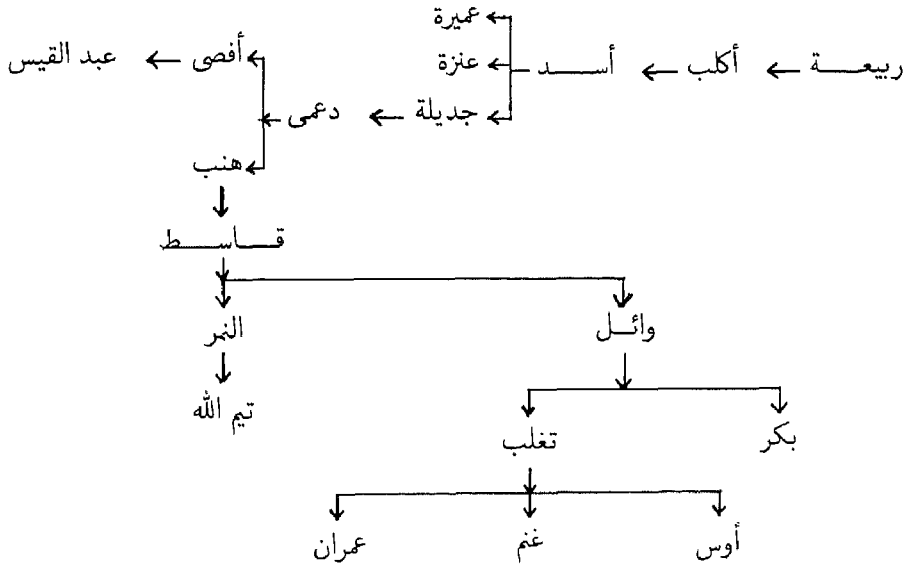 عميرة
ربيعة أكلب أسد عنزة أفصى عبد القيس
جديلة دعمى
هنب
قاسط
وائل النمر
تيم الله
بكر تغلب
أوس غنم عمران